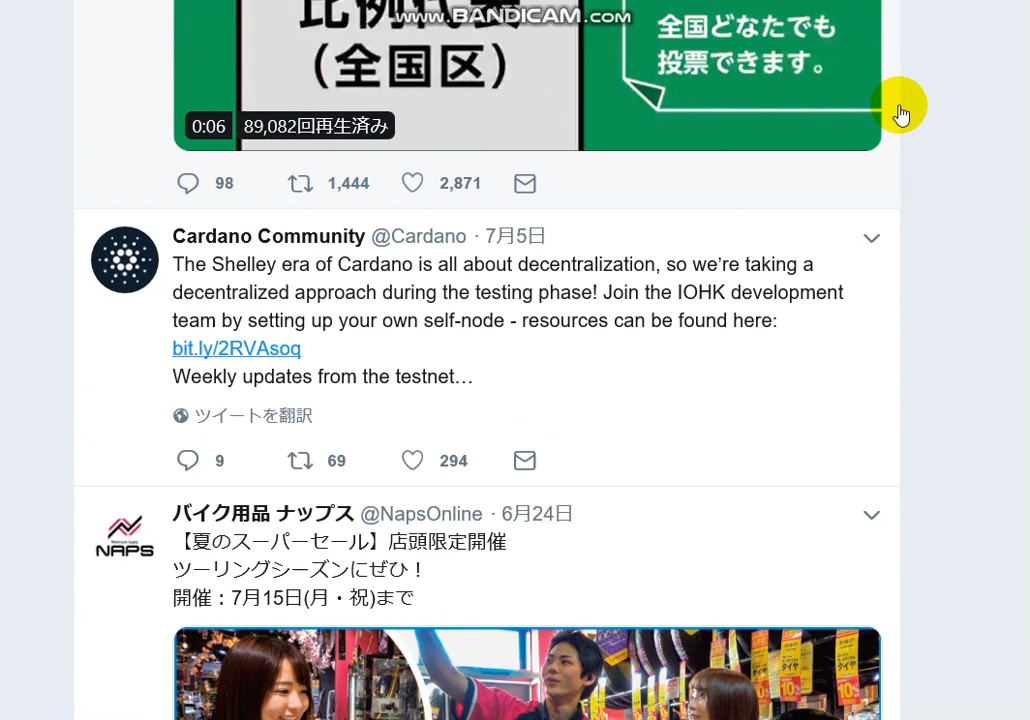 比例代表
www.BANDICAM.com
(全国区)
全国どなたでも
投票できます。
0:06 89,082回再生済み
98 1,444 2,871
Cardano Community @Cardano · 7月5日
The Shelley era of Cardano is all about decentralization, so we’re taking a
decentralized approach during the testing phase! Join the IOHK development
team by setting up your own self-node - resources can be found here:
bit.ly/2RVAsoq
Weekly updates from the testnet…
ツイートを翻訳
9 69 294
NAPS
バイク用品 ナップス @NapsOnline · 6月24日
【夏のスーパーセール】店頭限定開催
ツーリングシーズンにぜひ！
開催：7月15日(月・祝)まで